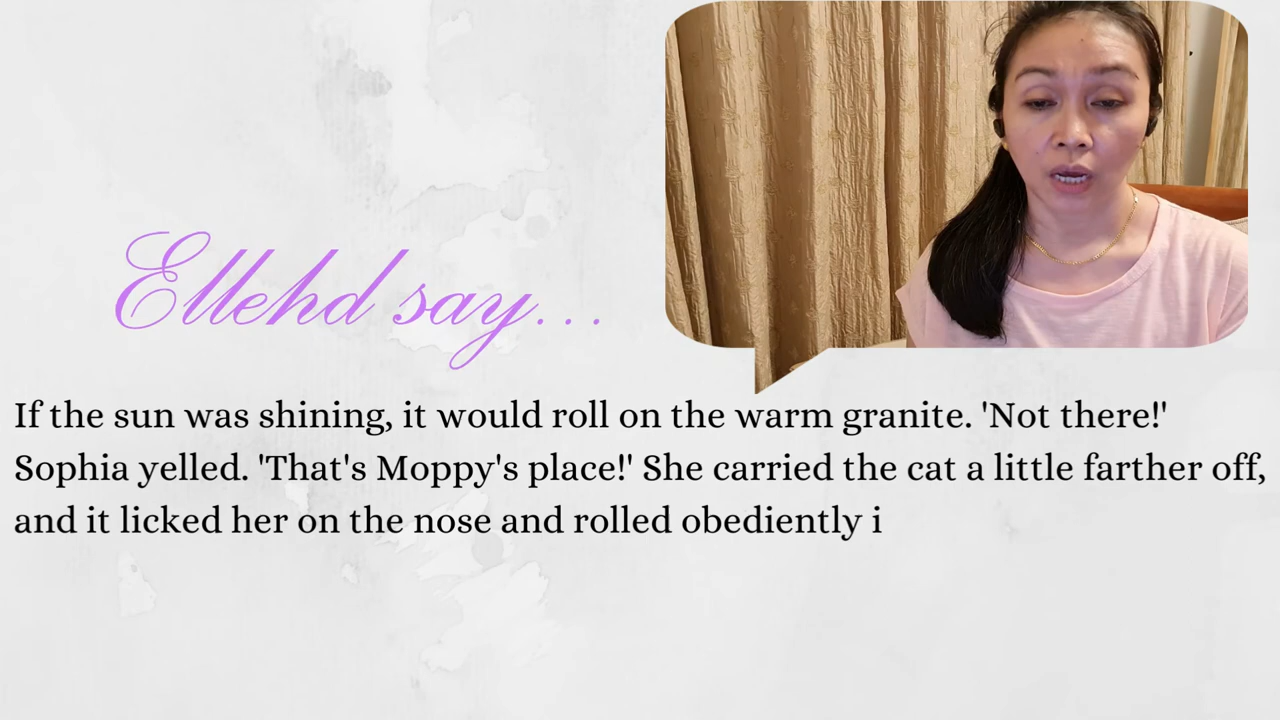 Ellehd say...
If the sun was shining, it would roll on the warm granite. 'Not there!'
Sophia yelled. 'That's Moppy's place!' She carried the cat a little farther off,
and it licked her on the nose and rolled obediently i